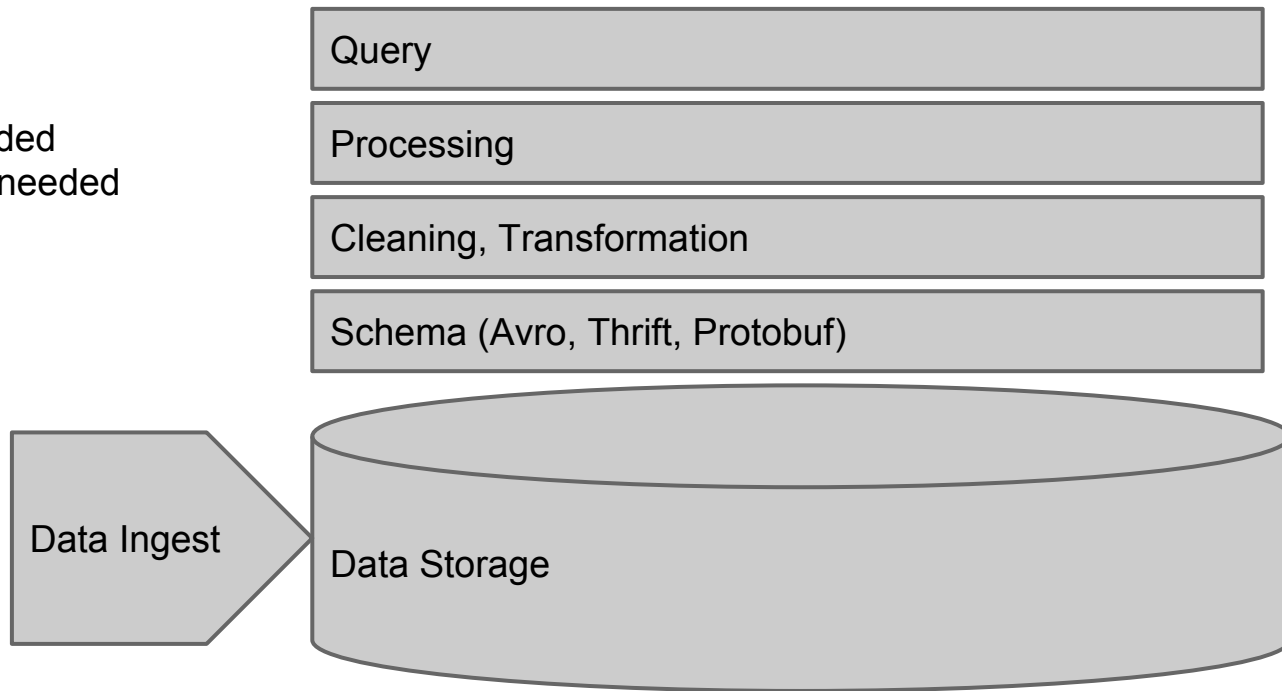 Query
ded
needed
Processing
Cleaning, Transformation
Schema (Avro, Thrift, Protobuf)
Data Ingest
Data Storage